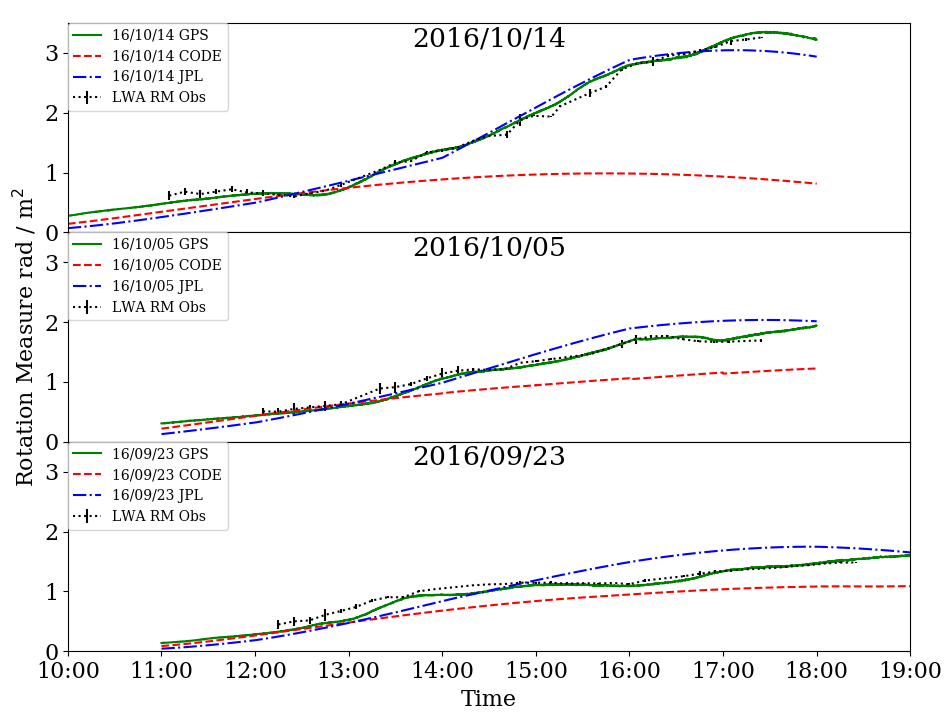 2016/10/14
16/10/14 GPS
16/10/14 CODE
16/10/14 JPL
LWA RM Obs
3
2
1
0
2016/10/05
16/10/05 GPS
16/10/05 CODE
16/10/05 JPL
LWA RM Obs
3
2
1
0
2016/09/23
16/09/23 GPS
16/09/23 CODE
16/09/23 JPL
LWA RM Obs
3
2
1
0
Rotation Measure rad / m²
10:00 11:00 12:00 13:00 14:00 15:00 16:00 17:00 18:00 19:00
Time